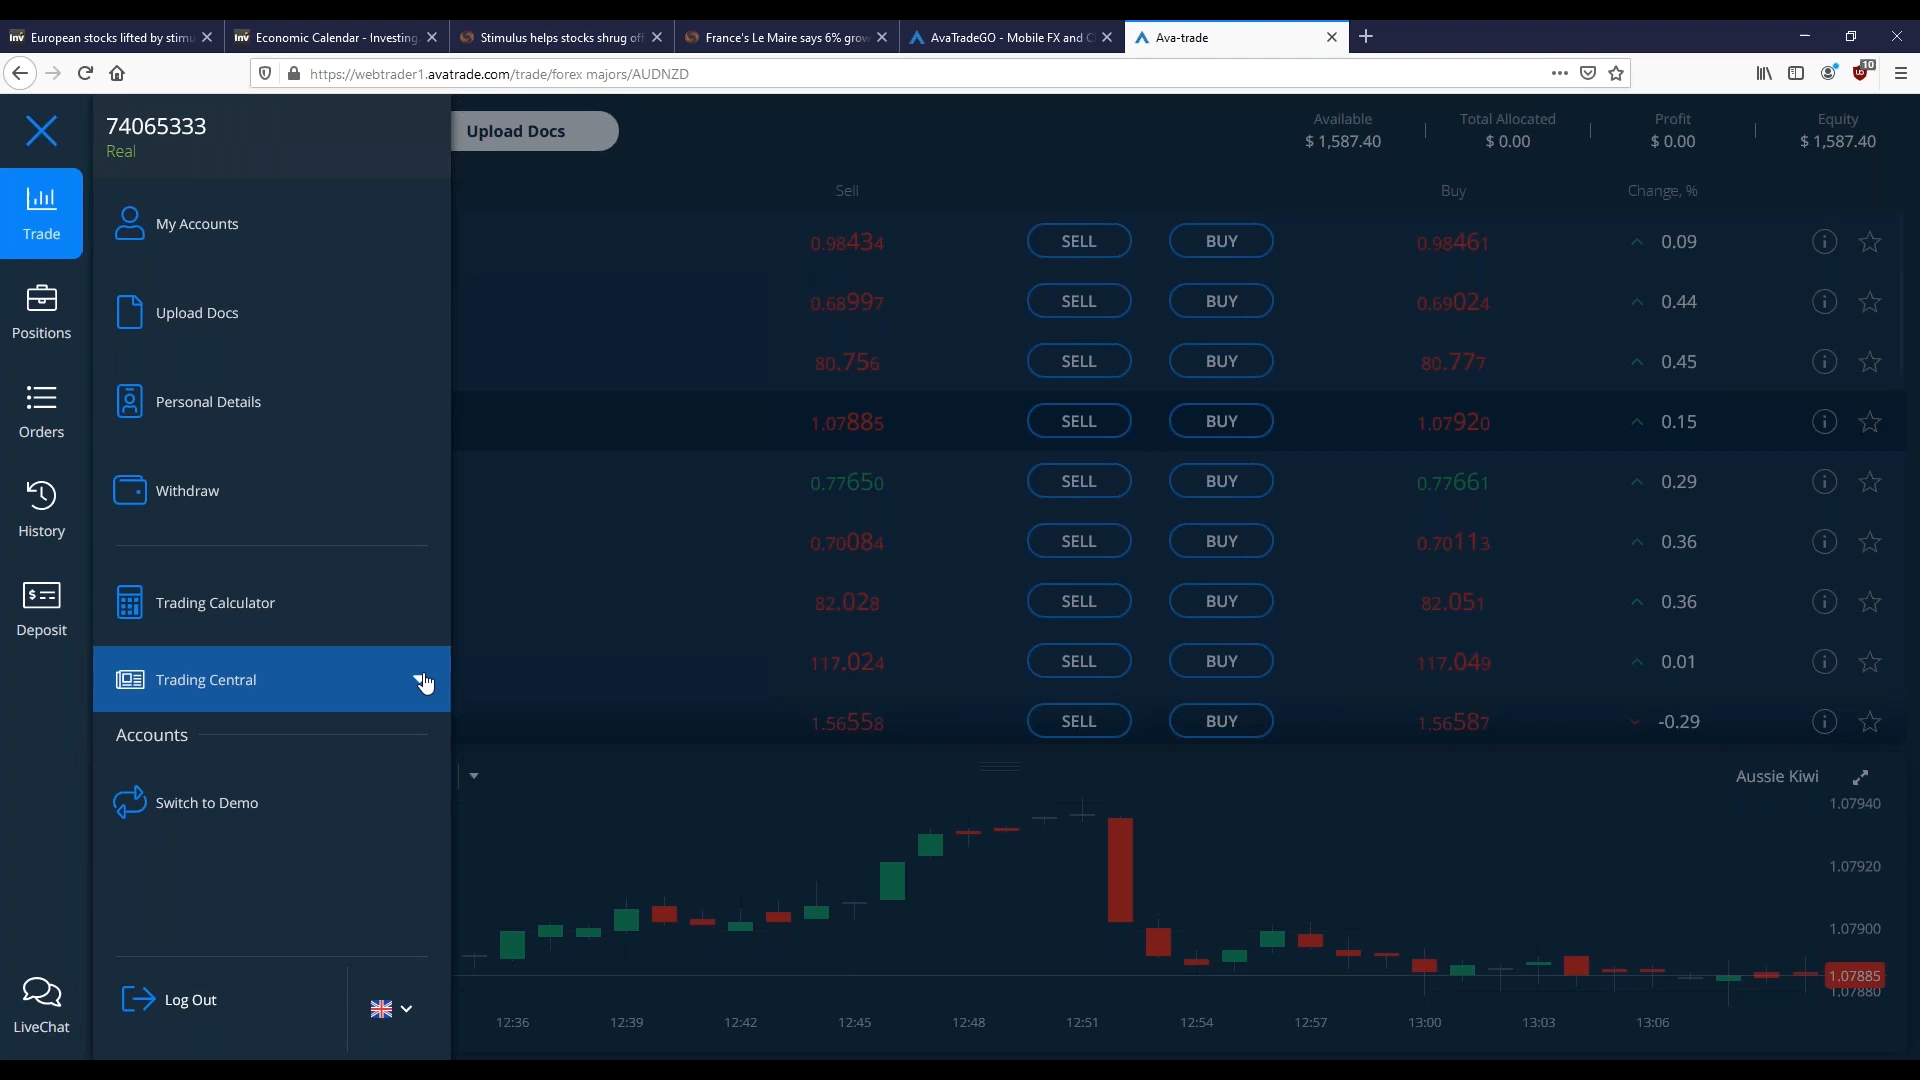 European stocks lifted by stimu
Economic Calendar - Investing
Stimulus helps stocks shrug off
France's Le Maire says 6% grow
AvaTradeGO - Mobile FX and C
Ava-trade
https://webtrader1.avatrade.com/trade/forex majors/AUDNZD
10
74065333
Real
Upload Docs
Available
$ 1,587.40
Total Allocated
$ 0.00
Profit
$ 0.00
Equity
$ 1,587.40
Trade
Positions
Orders
History
Deposit
LiveChat
My Accounts
Upload Docs
Personal Details
Withdraw
Trading Calculator
Trading Central
Accounts
Switch to Demo
Log Out
Sell Buy Change, %
0.98434 SELL BUY 0.98461 0.09
0.68997 SELL BUY 0.69024 0.44
80.756 SELL BUY 80.777 0.45
1.07885 SELL BUY 1.07920 0.15
0.77650 SELL BUY 0.77661 0.29
0.70084 SELL BUY 0.70113 0.36
82.028 SELL BUY 82.051 0.36
117.024 SELL BUY 117.049 0.01
1.56558 SELL BUY 1.56587 -0.29
Aussie Kiwi
1.07940
1.07920
1.07900
1.07885
1.07880
12:36 12:39 12:42 12:45 12:48 12:51 12:54 12:57 13:00 13:03 13:06